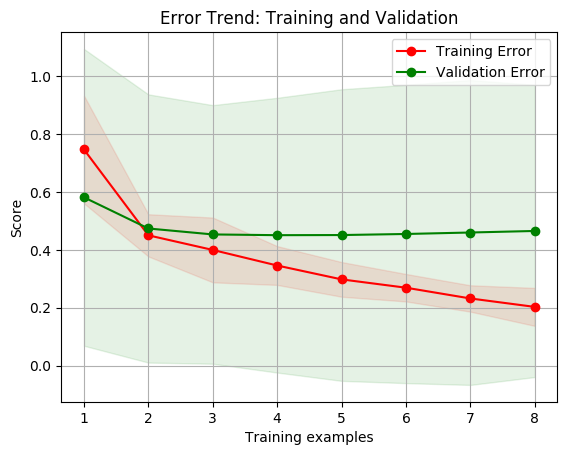 Error Trend: Training and Validation
Training Error
Validation Error
Score
1.0
0.8
0.6
0.4
0.2
0.0
1 2 3 4 5 6 7 8
Training examples